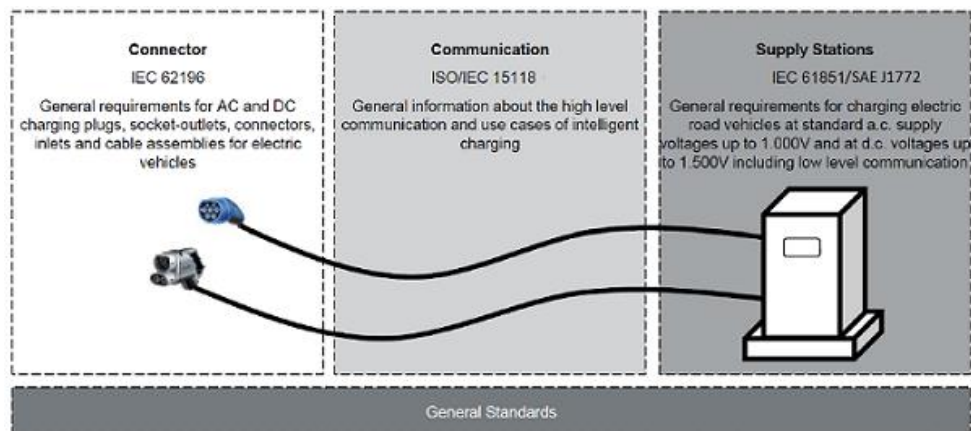 Connector
IEC 62196
General requirements for AC and DC
charging plugs, socket-outlets, connectors,
inlets and cable assemblies for electric
vehicles
Communication
ISO/IEC 15118
General information about the high level
communication and use cases of intelligent
charging
Supply Stations
IEC 61851/SAE J1772
General requirements for charging electric
road vehicles at standard a.c. supply
voltages up to 1.000V and at d.c. voltages up
to 1.500V including low level communication
General Standards